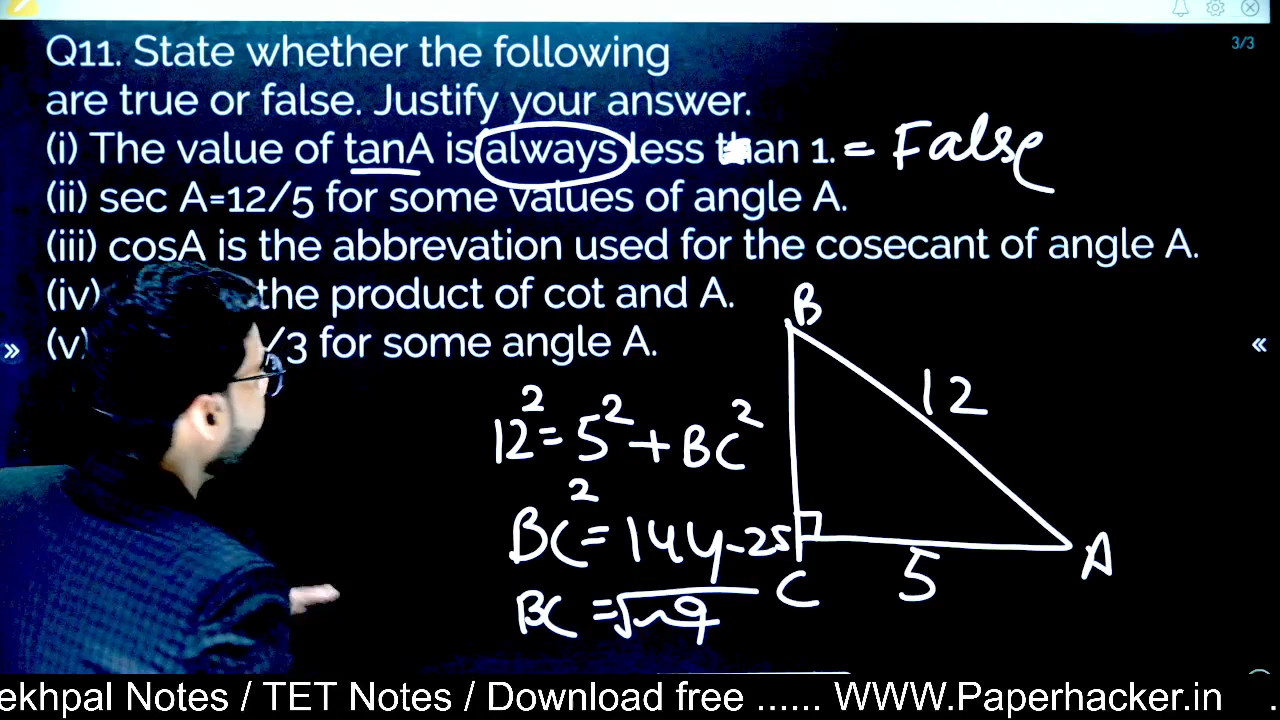 3/3
Q11. State whether the following
are true or false. Justify your answer.
(i) The value of tanA is always less than 1. = False
(ii) sec A=12/5 for some values of angle A.
(iii) cosA is the abbrevation used for the cosecant of angle A.
(iv) the product of cot and A.
(v) /3 for some angle A.
B
12
12² = 5² + BC²
BC² = 144-25
C
5
A
BC = √119
ekhpal Notes / TET Notes / Download free ...... WWW.Paperhacker.in .